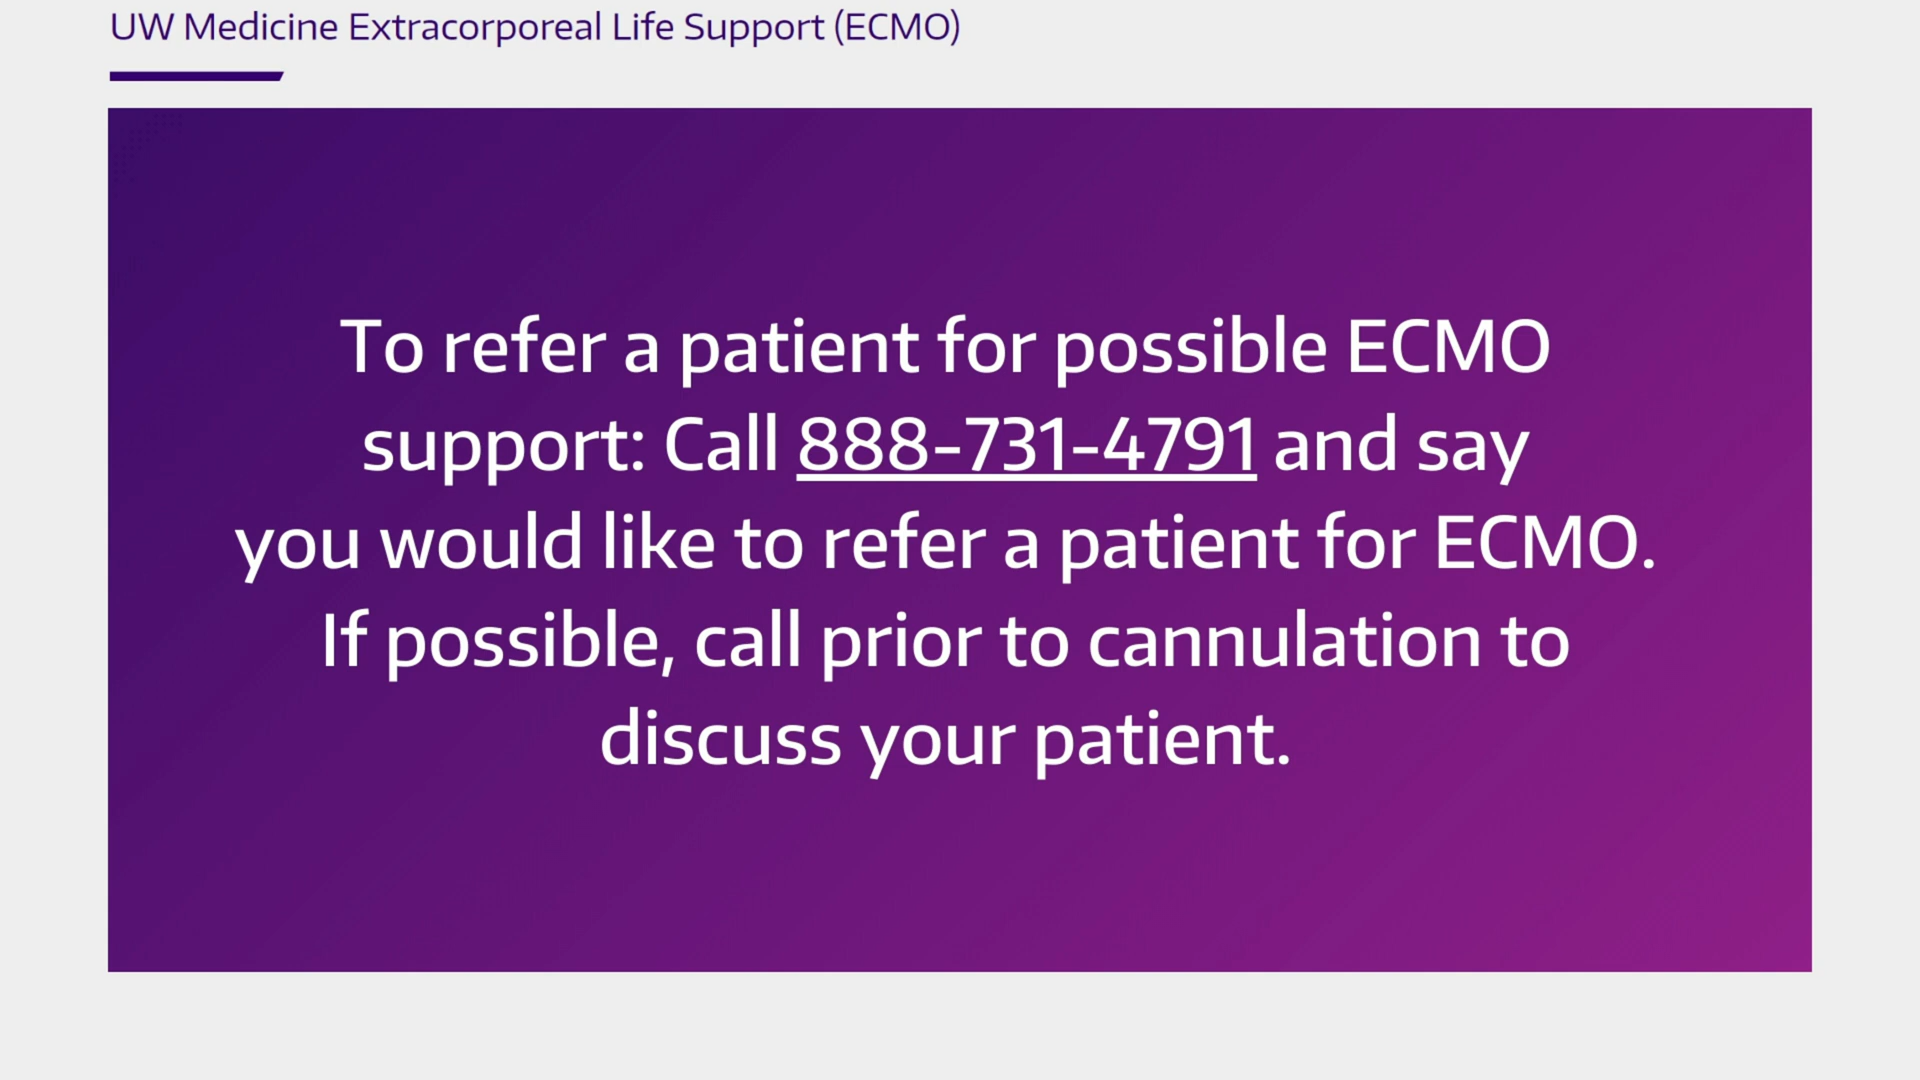 UW Medicine Extracorporeal Life Support (ECMO)
To refer a patient for possible ECMO
support: Call 888-731-4791 and say
you would like to refer a patient for ECMO.
If possible, call prior to cannulation to
discuss your patient.